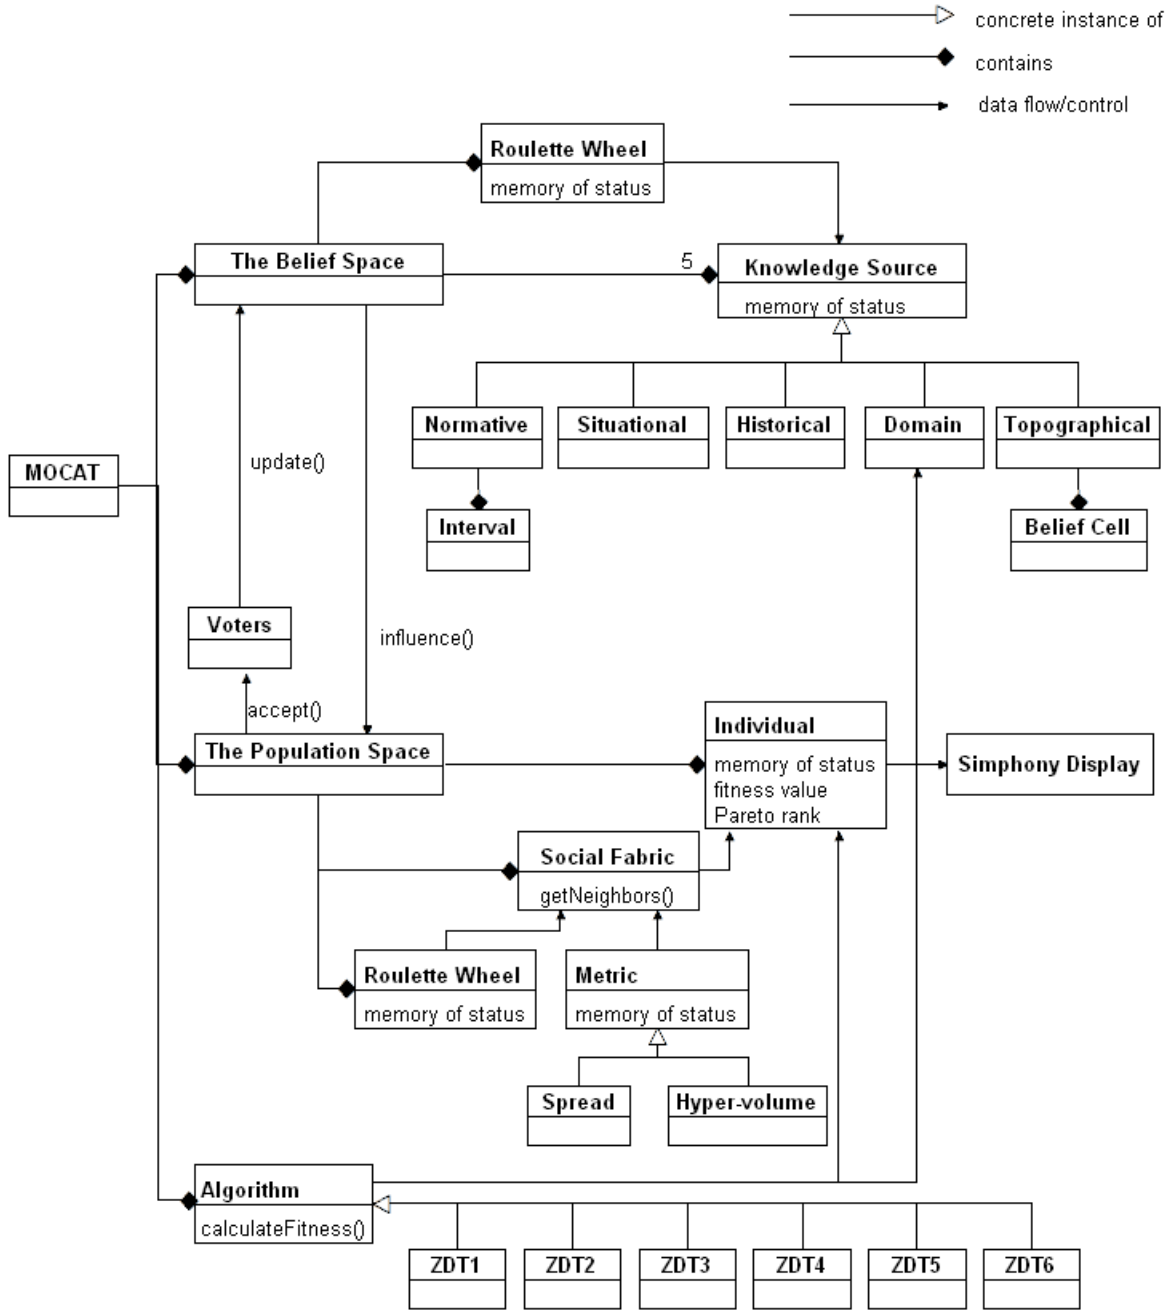 concrete instance of
contains
data flow/control
Roulette Wheel
memory of status
The Belief Space
5
Knowledge Source
memory of status
Normative
Situational
Historical
Domain
Topographical
MOCAT
update()
Interval
Belief Cell
Voters
influence()
accept()
The Population Space
Individual
memory of status
fitness value
Pareto rank
Simphony Display
Social Fabric
getNeighbors()
Roulette Wheel
memory of status
Metric
memory of status
Spread
Hyper-volume
Algorithm
calculateFitness()
ZDT1
ZDT2
ZDT3
ZDT4
ZDT5
ZDT6